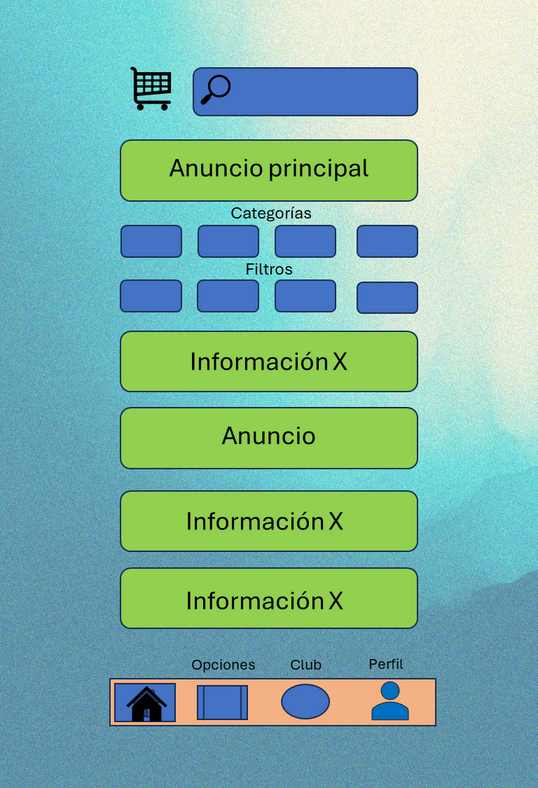 Anuncio principal
Categorías
Filtros
Información X
Anuncio
Información X
Información X
Opciones Club Perfil